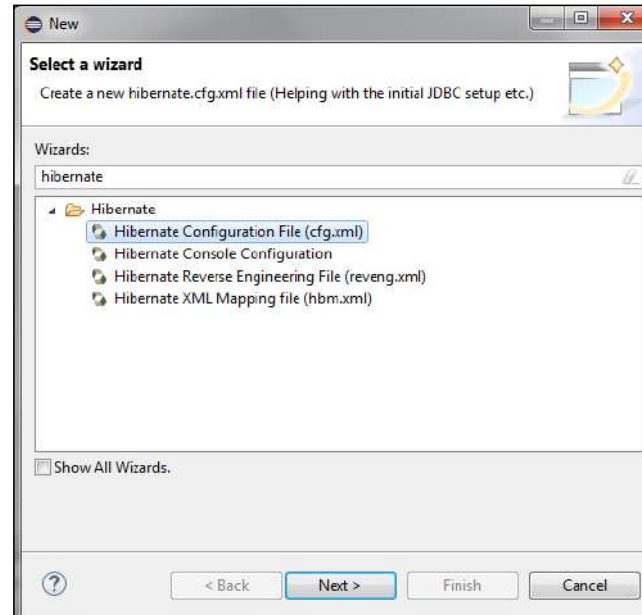 New
Select a wizard
Create a new hibernate.cfg.xml file (Helping with the initial JDBC setup etc.)
Wizards:
hibernate
Hibernate
Hibernate Configuration File (cfg.xml)
Hibernate Console Configuration
Hibernate Reverse Engineering File (reveng.xml)
Hibernate XML Mapping file (hbm.xml)
Show All Wizards.
? < Back Next > Finish Cancel